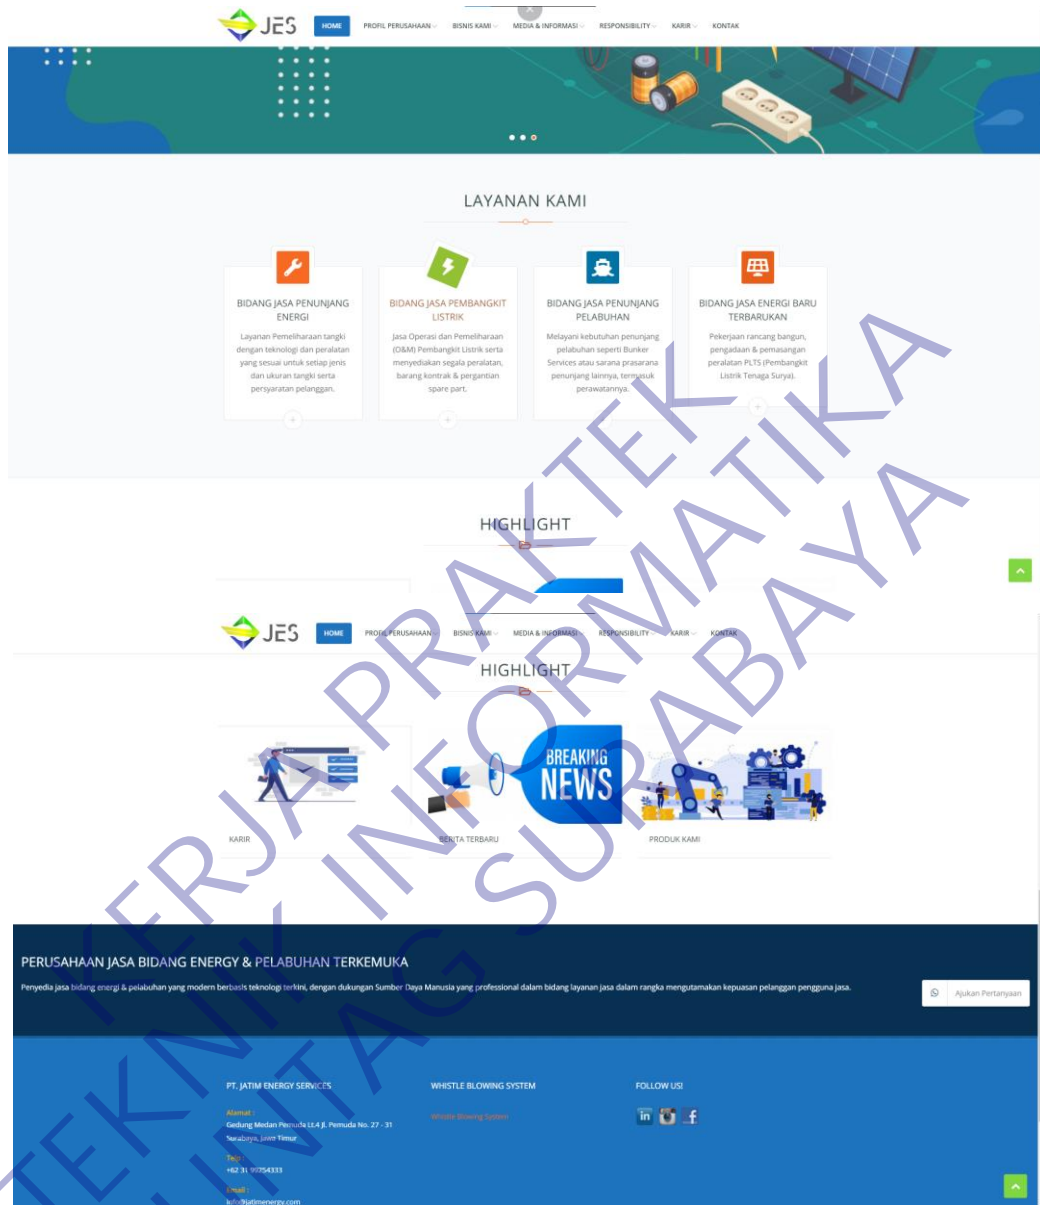 JES
HOME PROFIL PERUSAHAAN BISNIS KAMI MEDIA & INFORMASI RESPONSIBILITY KARIR KONTAK
LAYANAN KAMI
BIDANG JASA PENUNJANG
ENERGI
Layanan Pemeliharaan tangki
dengan teknologi dan peralatan
yang sesuai untuk setiap jenis
dan ukuran tangki serta
persyaratan pelanggan.
BIDANG JASA PEMBANGKIT
LISTRIK
Jasa Operasi dan Pemeliharaan
(O&M) Pembangkit Listrik serta
menyediakan segala peralatan,
barang kontrak & pergantian
spare part.
BIDANG JASA PENUNJANG
PELABUHAN
Melayani kebutuhan penunjang
pelabuhan seperti Bunker
Services atau sarana prasarana
penunjang lainnya, termasuk
perawatannya.
BIDANG JASA ENERGI BARU
TERBARUKAN
Pekerjaan rancang bangun,
pengadaan & pemasangan
peralatan PLTS (Pembangkit
Listrik Tenaga Surya).
HIGHLIGHT
JES
HOME PROFIL PERUSAHAAN BISNIS KAMI MEDIA & INFORMASI RESPONSIBILITY KARIR KONTAK
HIGHLIGHT
BREAKING
NEWS
KARIR
BERITA TERBARU
PRODUK KAMI
PERUSAHAAN JASA BIDANG ENERGY & PELABUHAN TERKEMUKA
Penyedia jasa bidang energi & pelabuhan yang modern berbasis teknologi terkini, dengan dukungan Sumber Daya Manusia yang professional dalam bidang layanan jasa dalam rangka mengutamakan kepuasan pelanggan pengguna jasa.
Ajukan Pertanyaan
PT. JATIM ENERGY SERVICES
Alamat :
Gedung Medan Pemuda Lt.4 Jl. Pemuda No. 27 - 31
Surabaya, Jawa Timur
Telp :
+62 31 99254333
Email :
info@jatimenergy.com
WHISTLE BLOWING SYSTEM
Whistle Blowing System
FOLLOW US!
in
f
KERJA PRAKTEK
TEKNIK INFORMATIKA
UNTAG SURABAYA